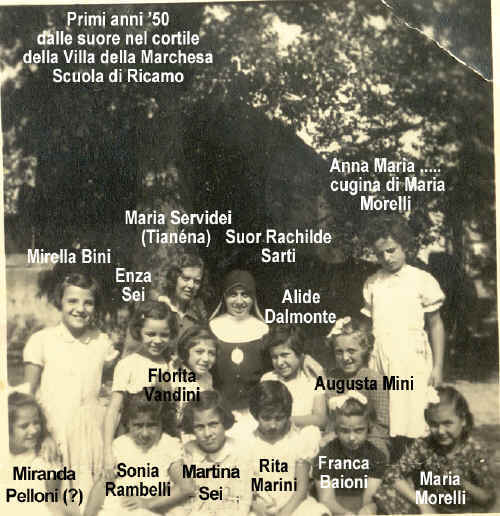 Primi anni '50
dalle suore nel cortile
della Villa della Marchesa
Scuola di Ricamo
Anna Maria .....
cugina di Maria
Morelli
Maria Servidei
(Tianéna)
Suor Rachilde
Sarti
Mirella Bini
Enza
Sei
Alide
Dalmonte
Florita
Vandini
Augusta Mini
Miranda
Pelloni (?)
Sonia
Rambelli
Martina
Sei
Rita
Marini
Franca
Baioni
Maria
Morelli